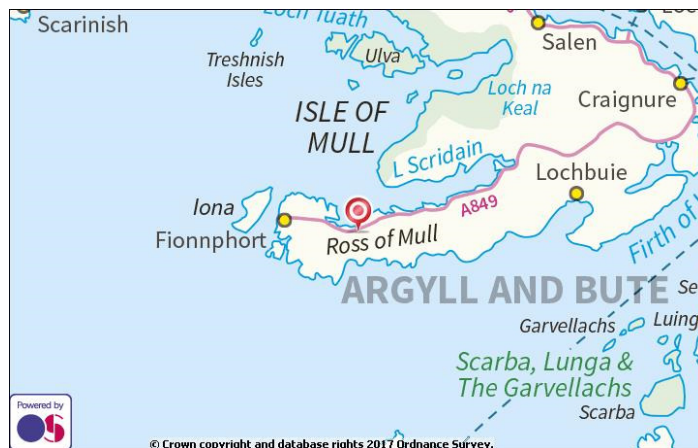 Scarinish
Loch Tuath
Treshnish
Isles
Ulva
Salen
Loch na
Keal
Craignure
ISLE OF
MULL
L Scridain
Lochbuie
A849
Iona
Fionnphort
Ross of Mull
Firth of
ARGYLL AND BUTE
Garvellachs
Luing
Scarba, Lunga &
The Garvellachs
Scarba
Powered by
OS
© Crown copyright and database rights 2017 Ordnance Survey.